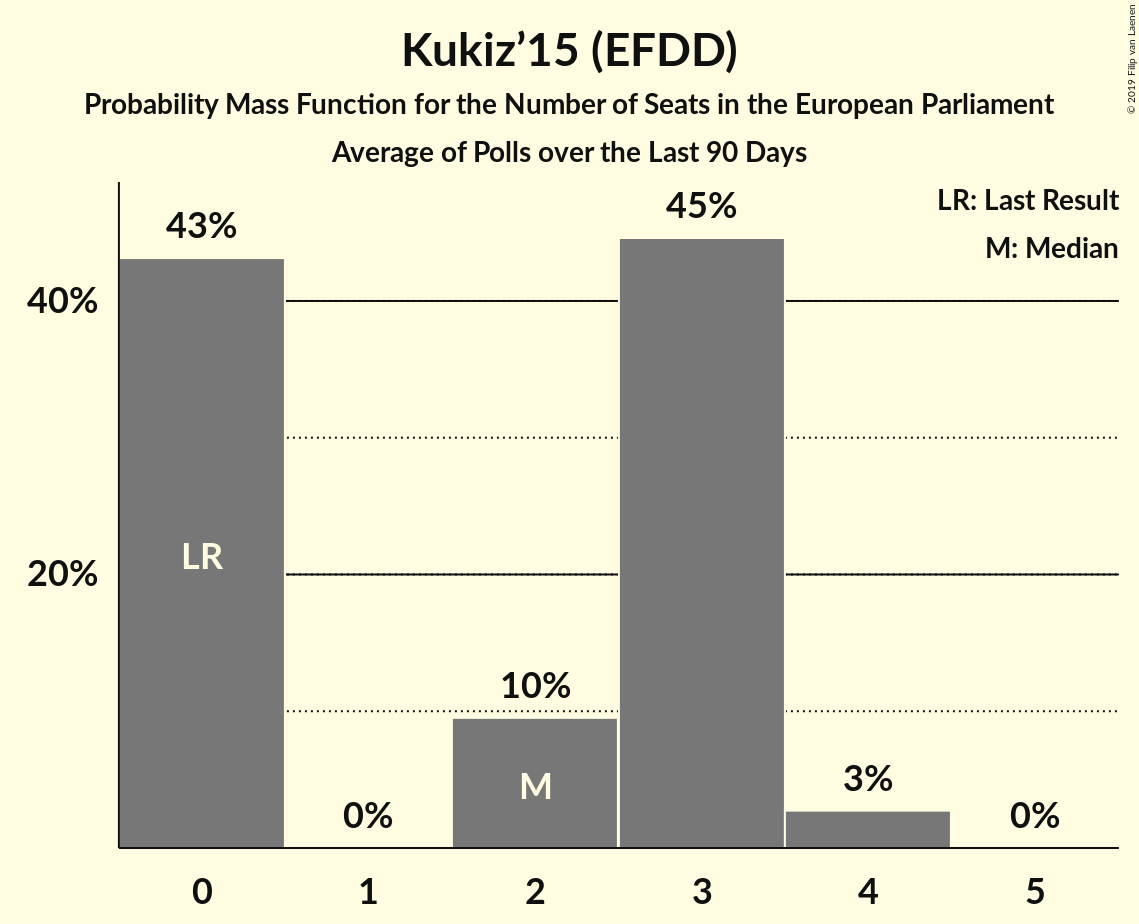 Kukiz’15 (EFDD)
Probability Mass Function for the Number of Seats in the European Parliament
Average of Polls over the Last 90 Days
© 2019 Filip van Laenen
LR: Last Result
M: Median
43%
45%
40%
LR
20%
10%
M
3%
0%
0%
0 1 2 3 4 5